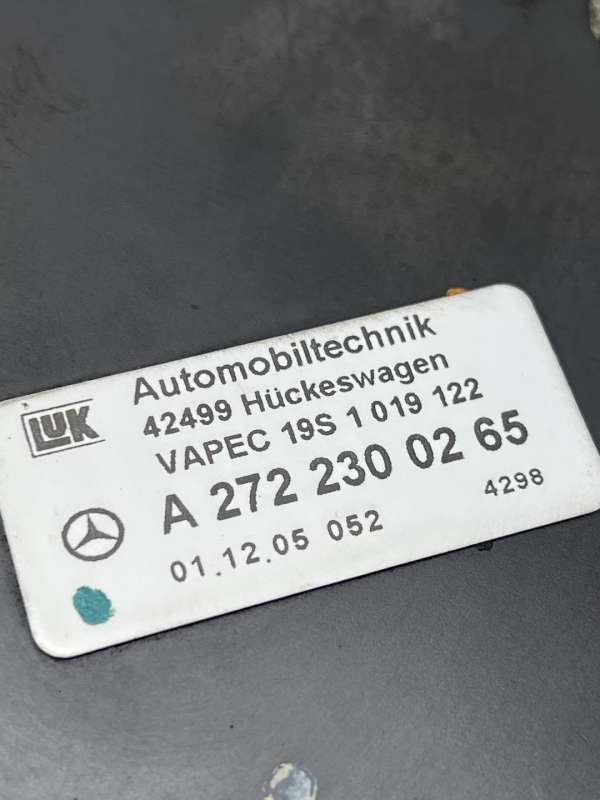 LUK
Automobiltechnik
42499 Hückeswagen
VAPEC 19S 1 019 122
A 272 230 02 65
01.12.05 052
4298